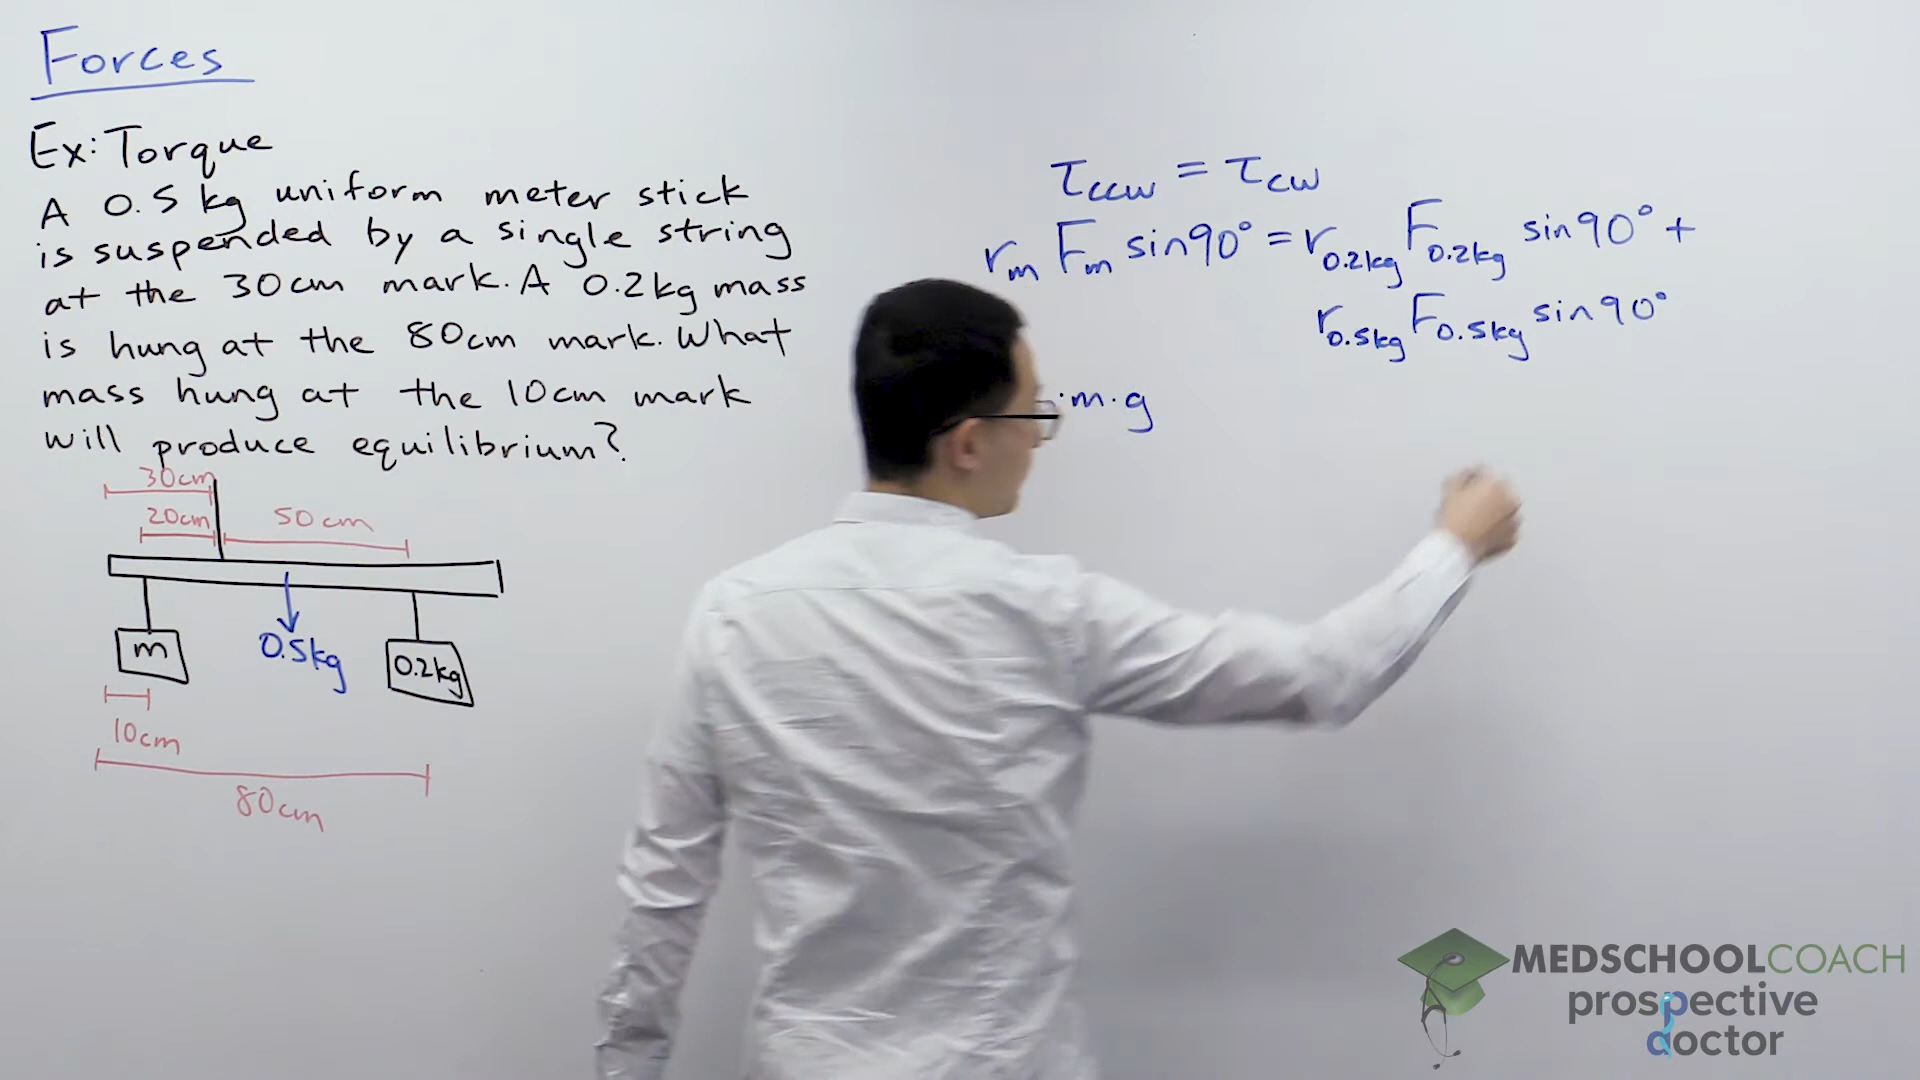 Forces
Ex: Torque
A 0.5 kg uniform meter stick
is suspended by a single string
at the 30cm mark. A 0.2kg mass
is hung at the 80cm mark. What
mass hung at the 10cm mark
will produce equilibrium?
30cm
20cm
50cm
m
0.5kg
0.2kg
10cm
80cm
τccw = τcw
rm Fm sin90° = r0.2kg F0.2kg sin90° +
r0.5kg F0.5kg sin90°
·m·g
MEDSCHOOLCOACH
prospective
doctor